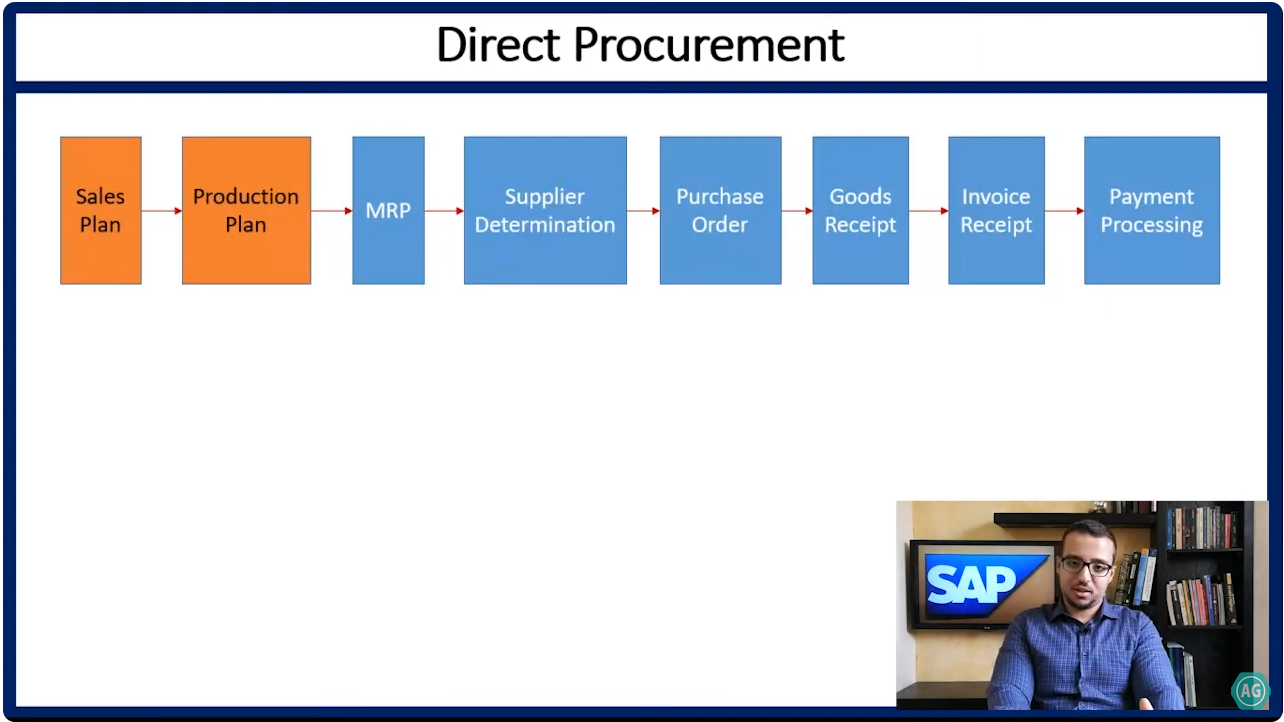 Direct Procurement
Sales
Plan
Production
Plan
MRP
Supplier
Determination
Purchase
Order
Goods
Receipt
Invoice
Receipt
Payment
Processing
SAP
AG